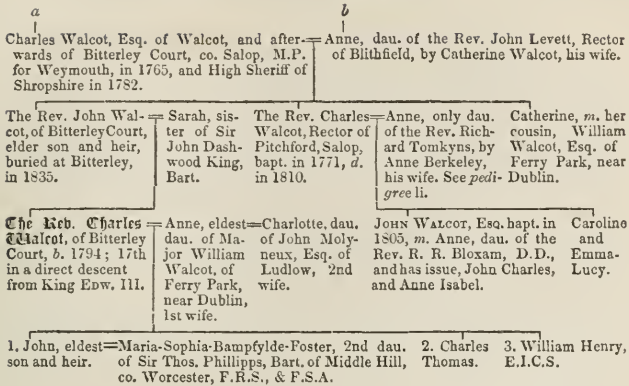 a
b
Charles Walcot, Esq. of Walcot, and after-
wards of Bitterley Court, co. Salop, M.P.
for Weymouth, in 1765, and High Sheriff of
Shropshire in 1782.
Anne, dau. of the Rev. John Levett, Rector
of Blithfield, by Catherine Walcot, his wife.
The Rev. John Wal-
cot, of Bitterley Court,
elder son and heir,
buried at Bitterley,
in 1835.
Sarah, sis-
ter of Sir
John Dash-
wood King,
Bart.
The Rev. Charles
Walcot, Rector of
Pitchford, Salop,
bapt. in 1771, d.
in 1810.
Anne, only dau.
of the Rev. Rich-
ard Tomkyns, by
Anne Berkeley,
his wife. See pedi-
gree li.
Catherine, m. her
cousin, William
Walcot, Esq. of
Ferry Park, near
Dublin.
The Rev. Charles
Walcot, of Bitterley
Court, b. 1794; 17th
in a direct descent
from King Edw. III.
Anne, eldest
dau. of Ma-
jor William
Walcot, of
Ferry Park,
near Dublin,
1st wife.
Charlotte, dau.
of John Moly-
neux, Esq. of
Ludlow, 2nd
wife.
John Walcot, Esq. bapt. in
1805, m. Anne, dau. of the
Rev. R. R. Bloxam, D.D.,
and has issue, John Charles,
and Anne Isabel.
Caroline
and
Emma-
Lucy.
1. John, eldest
son and heir.
Maria-Sophia-Bampfylde-Foster, 2nd dau.
of Sir Thos. Phillipps, Bart. of Middle Hill,
co. Worcester, F.R.S., & F.S.A.
2. Charles
Thomas.
3. William Henry,
E.I.C.S.